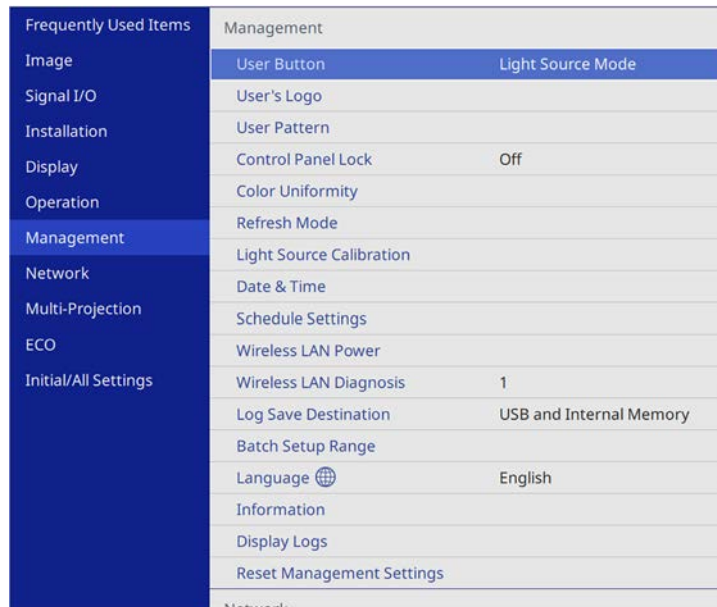 Frequently Used Items
Image
Signal I/O
Installation
Display
Operation
Management
Network
Multi-Projection
ECO
Initial/All Settings
Management
User Button Light Source Mode
User's Logo
User Pattern
Control Panel Lock Off
Color Uniformity
Refresh Mode
Light Source Calibration
Date & Time
Schedule Settings
Wireless LAN Power
Wireless LAN Diagnosis 1
Log Save Destination USB and Internal Memory
Batch Setup Range
Language English
Information
Display Logs
Reset Management Settings
Network